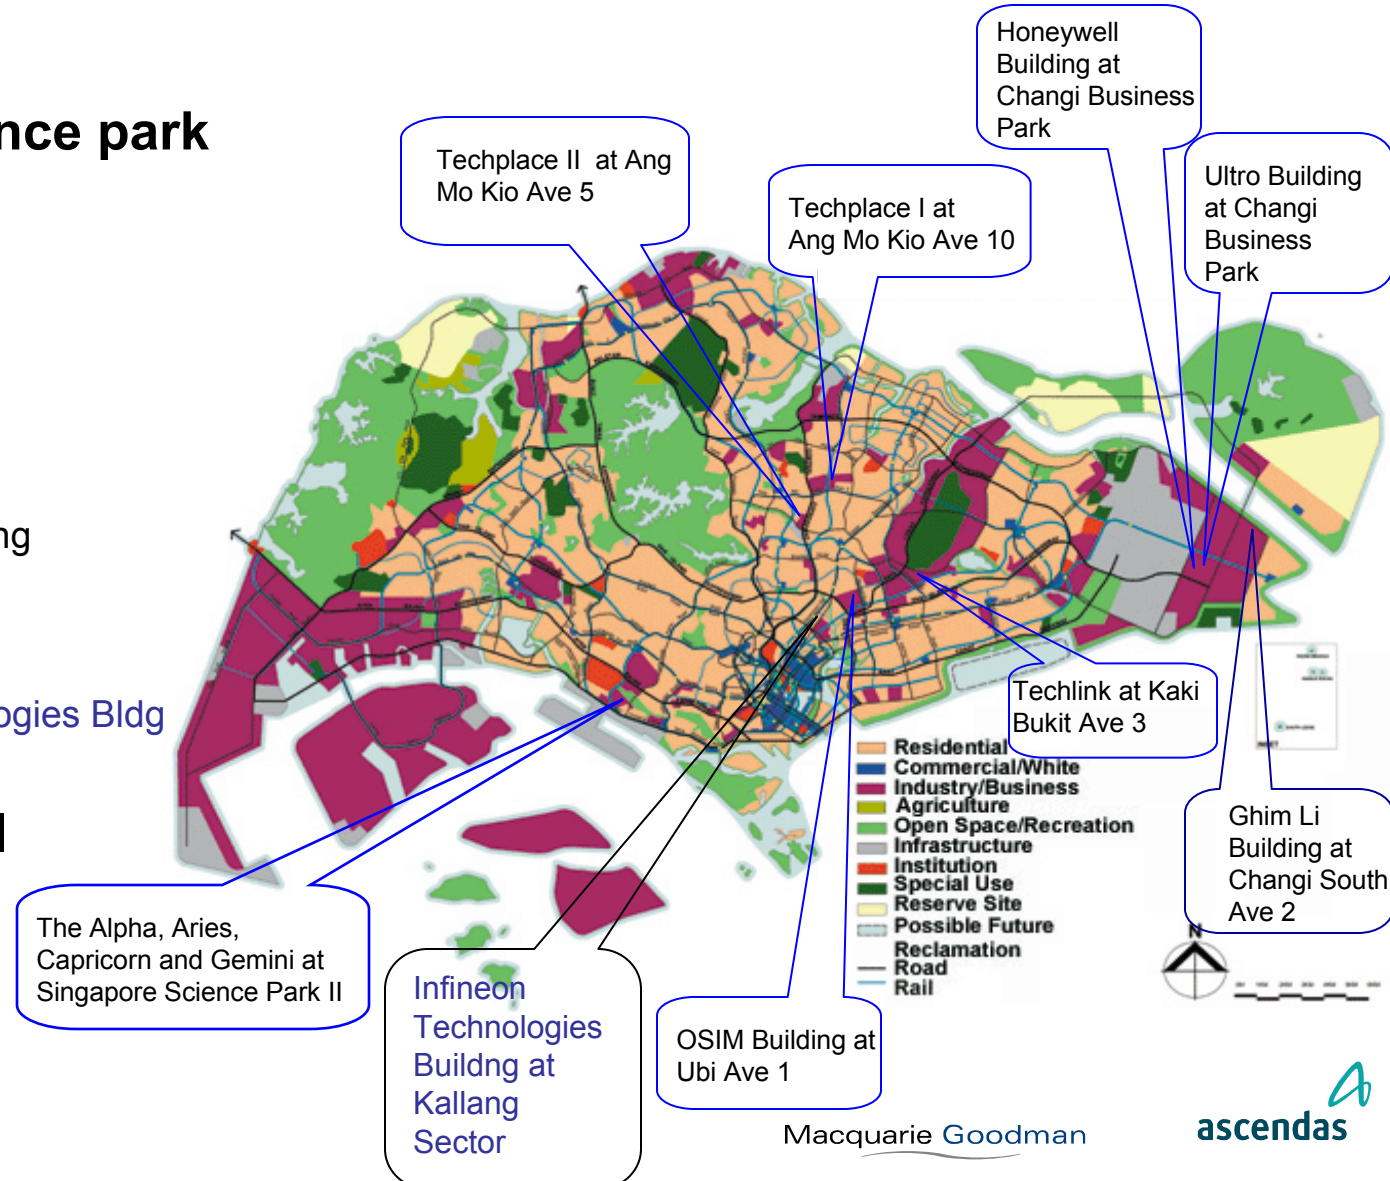 nce park
Honeywell
Building at
Changi Business
Park
Techplace II at Ang
Mo Kio Ave 5
Techplace I at
Ang Mo Kio Ave 10
Ultro Building
at Changi
Business
Park
ng
ogies Bldg
Techlink at Kaki
Bukit Ave 3
Residential
Commercial/White
Industry/Business
Agriculture
Open Space/Recreation
Infrastructure
Institution
Special Use
Reserve Site
Possible Future
Reclamation
Road
Rail
INSET
Ghim Li
Building at
Changi South
Ave 2
N
The Alpha, Aries,
Capricorn and Gemini at
Singapore Science Park II
Infineon
Technologies
Buildng at
Kallang
Sector
OSIM Building at
Ubi Ave 1
Macquarie Goodman
ascendas